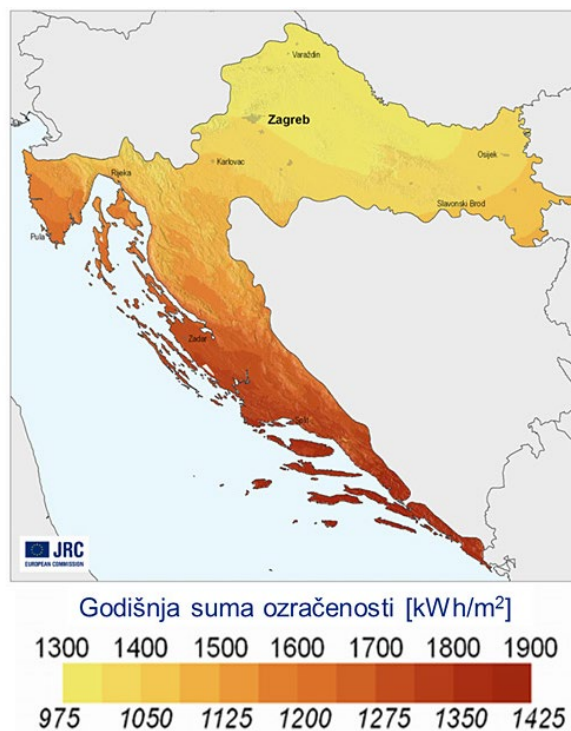 Varaždin
Zagreb
Osijek
Karlovac
Rijeka
Slavonski Brod
Pula
Zadar
Split
JRC
EUROPEAN COMMISSION
Godišnja suma ozračenosti [kWh/m²]
1300 1400 1500 1600 1700 1800 1900
975 1050 1125 1200 1275 1350 1425